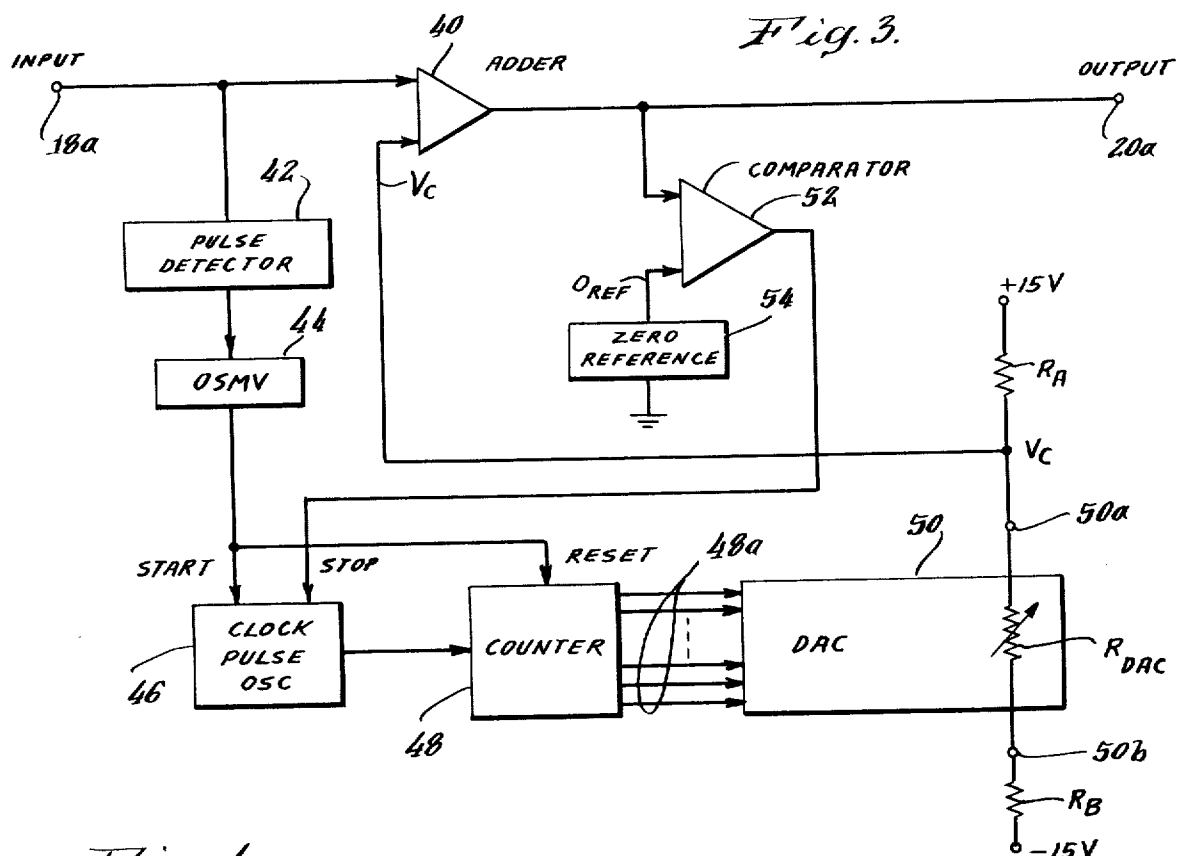 Fig. 3.
INPUT
18a
40
ADDER
OUTPUT
20a
VC
42
PULSE
DETECTOR
COMPARATOR
52
OREF
54
ZERO
REFERENCE
+15V
RA
VC
44
OSMV
50a
START
STOP
RESET
48a
50
CLOCK
PULSE
OSC
46
COUNTER
48
DAC
RDAC
50b
RB
-15V